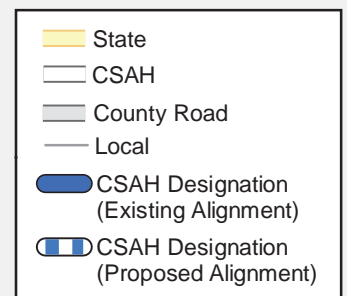 State
CSAH
County Road
Local
CSAH Designation
(Existing Alignment)
CSAH Designation
(Proposed Alignment)